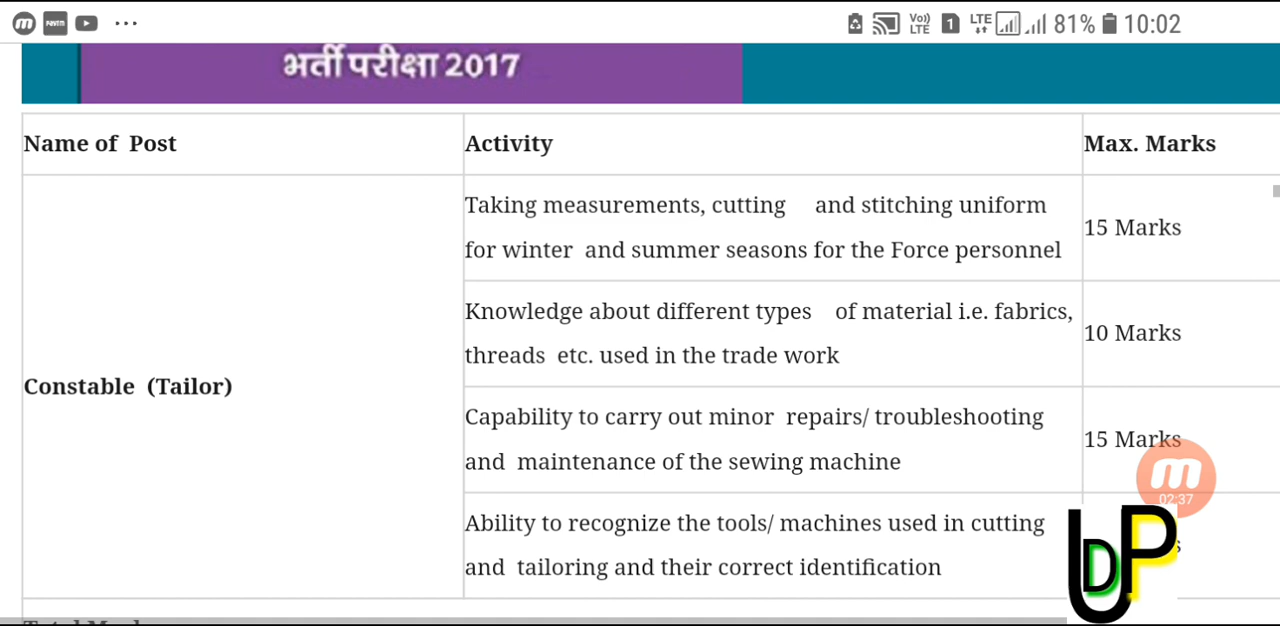 81% 10:02
भर्ती परीक्षा 2017
Name of Post Activity Max. Marks
Taking measurements, cutting and stitching uniform
for winter and summer seasons for the Force personnel
15 Marks
Knowledge about different types of material i.e. fabrics,
threads etc. used in the trade work
10 Marks
Constable (Tailor)
Capability to carry out minor repairs/ troubleshooting
and maintenance of the sewing machine
15 Marks
02:37
Ability to recognize the tools/ machines used in cutting
and tailoring and their correct identification
UDP